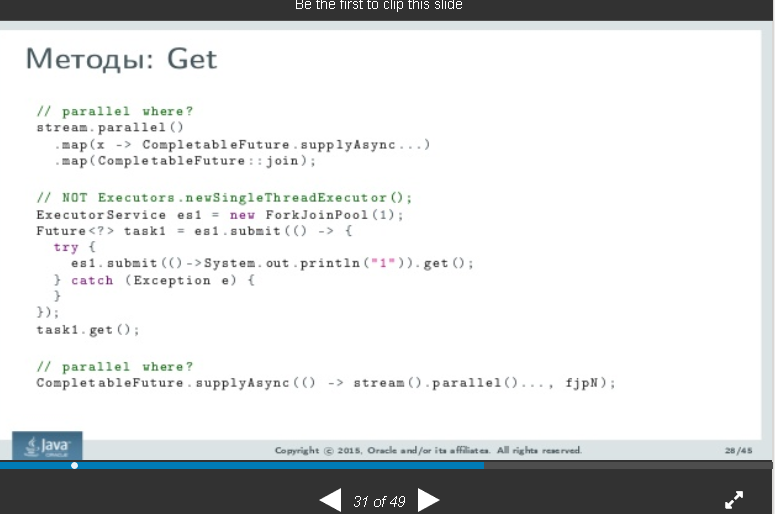 Be the first to clip this slide
Методы: Get
// parallel where?
stream.parallel()
.map(x -> CompletableFuture.supplyAsync...)
.map(CompletableFuture::join);
// NOT Executors.newSingleThreadExecutor();
ExecutorService es1 = new ForkJoinPool(1);
Future<?> task1 = es1.submit(() -> {
try {
es1.submit(()->System.out.println("1")).get();
} catch (Exception e) {
}
});
task1.get();
// parallel where?
CompletableFuture.supplyAsync(() -> stream().parallel()..., fjpN);
Java
ORACLE
Copyright © 2015, Oracle and/or its affiliates. All rights reserved.
28/45
31 of 49